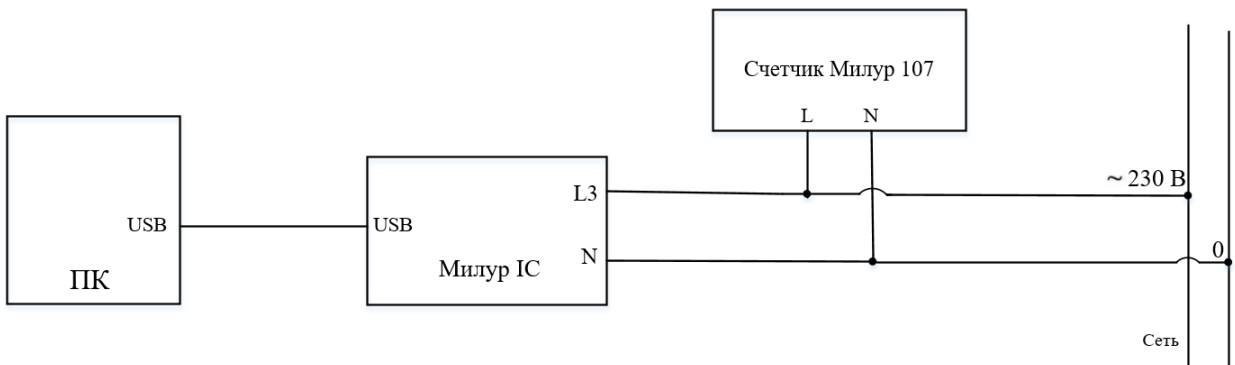 Счетчик Милур 107
L N
~ 230 В
L3
USB USB
N
0
ПК
Милур IC
Сеть